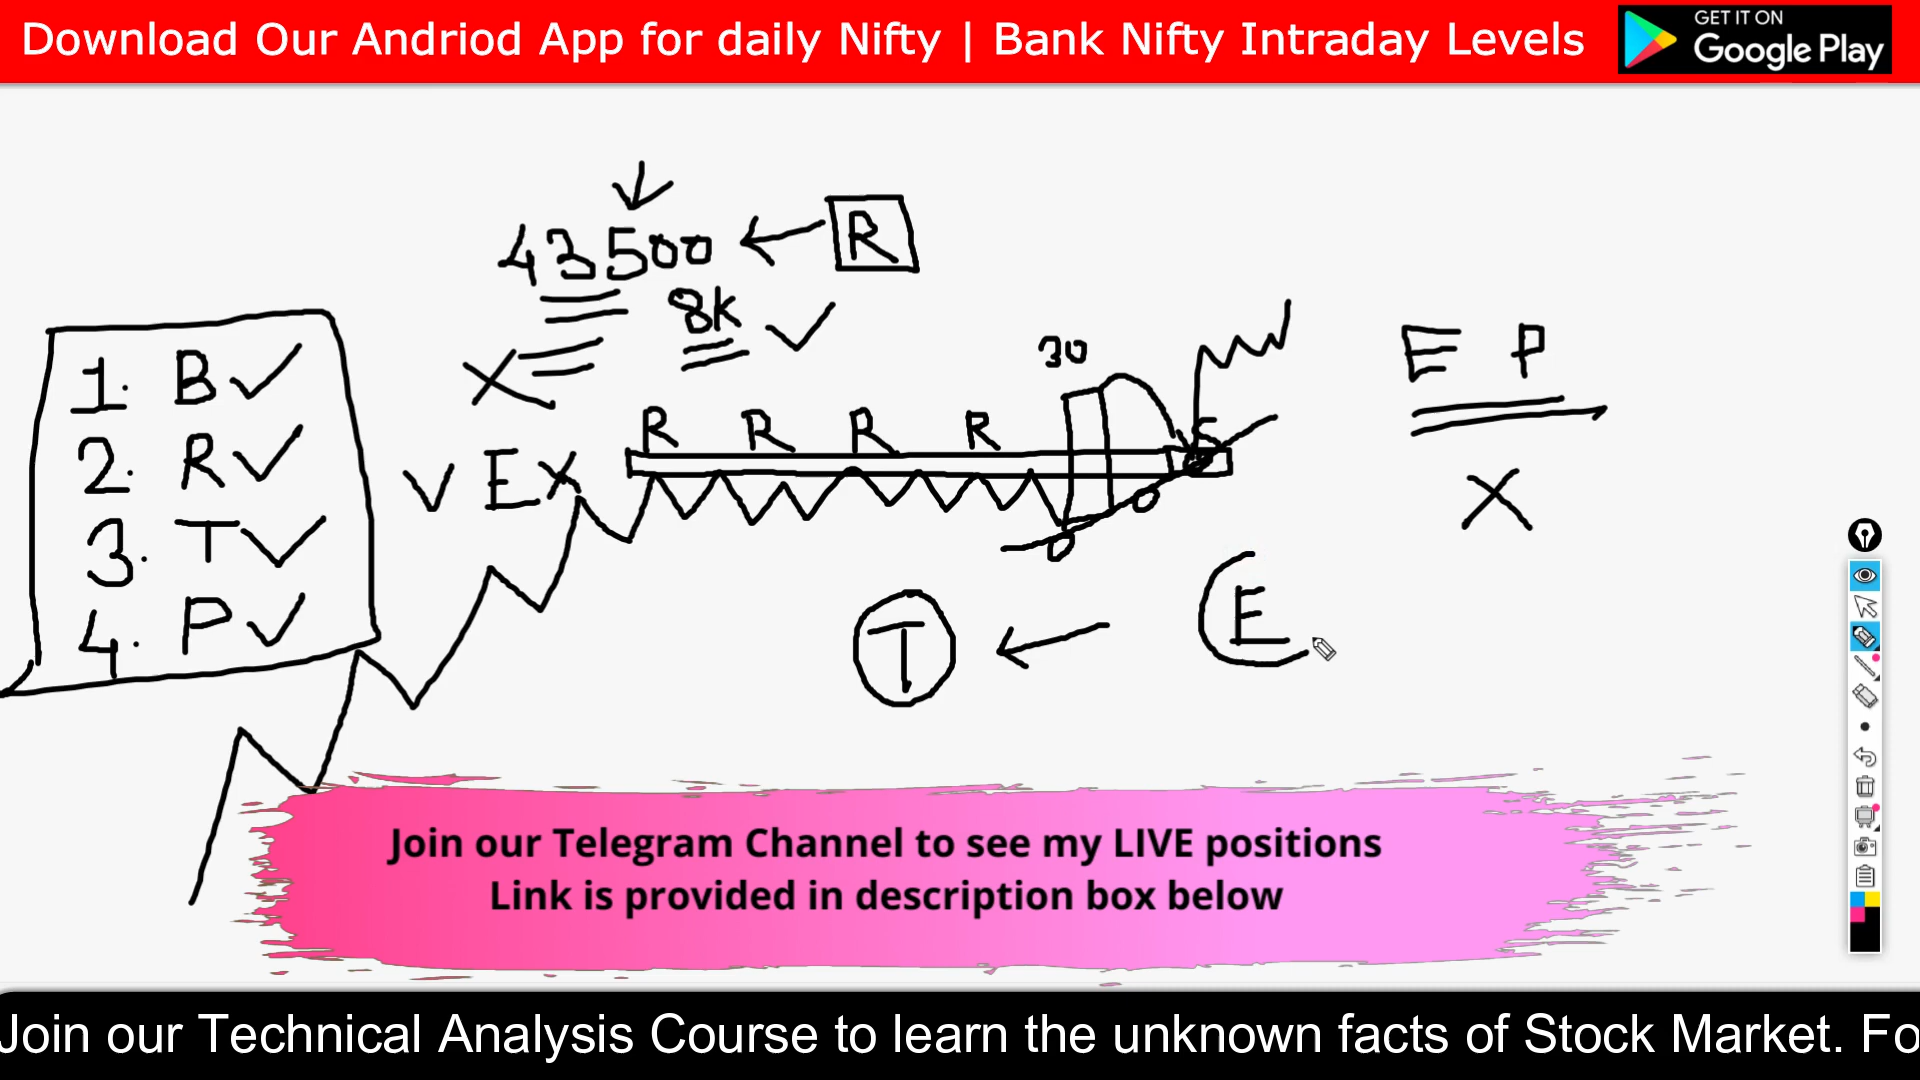 Download Our Andriod App for daily Nifty | Bank Nifty Intraday Levels
GET IT ON
Google Play
43500 ← R
8K ✓
X
1. B ✓
2. R ✓
3. T ✓
4. P ✓
V EX
R R R R
30
S
E P
X
T ← E
Join our Telegram Channel to see my LIVE positions
Link is provided in description box below
Join our Technical Analysis Course to learn the unknown facts of Stock Market. Fo